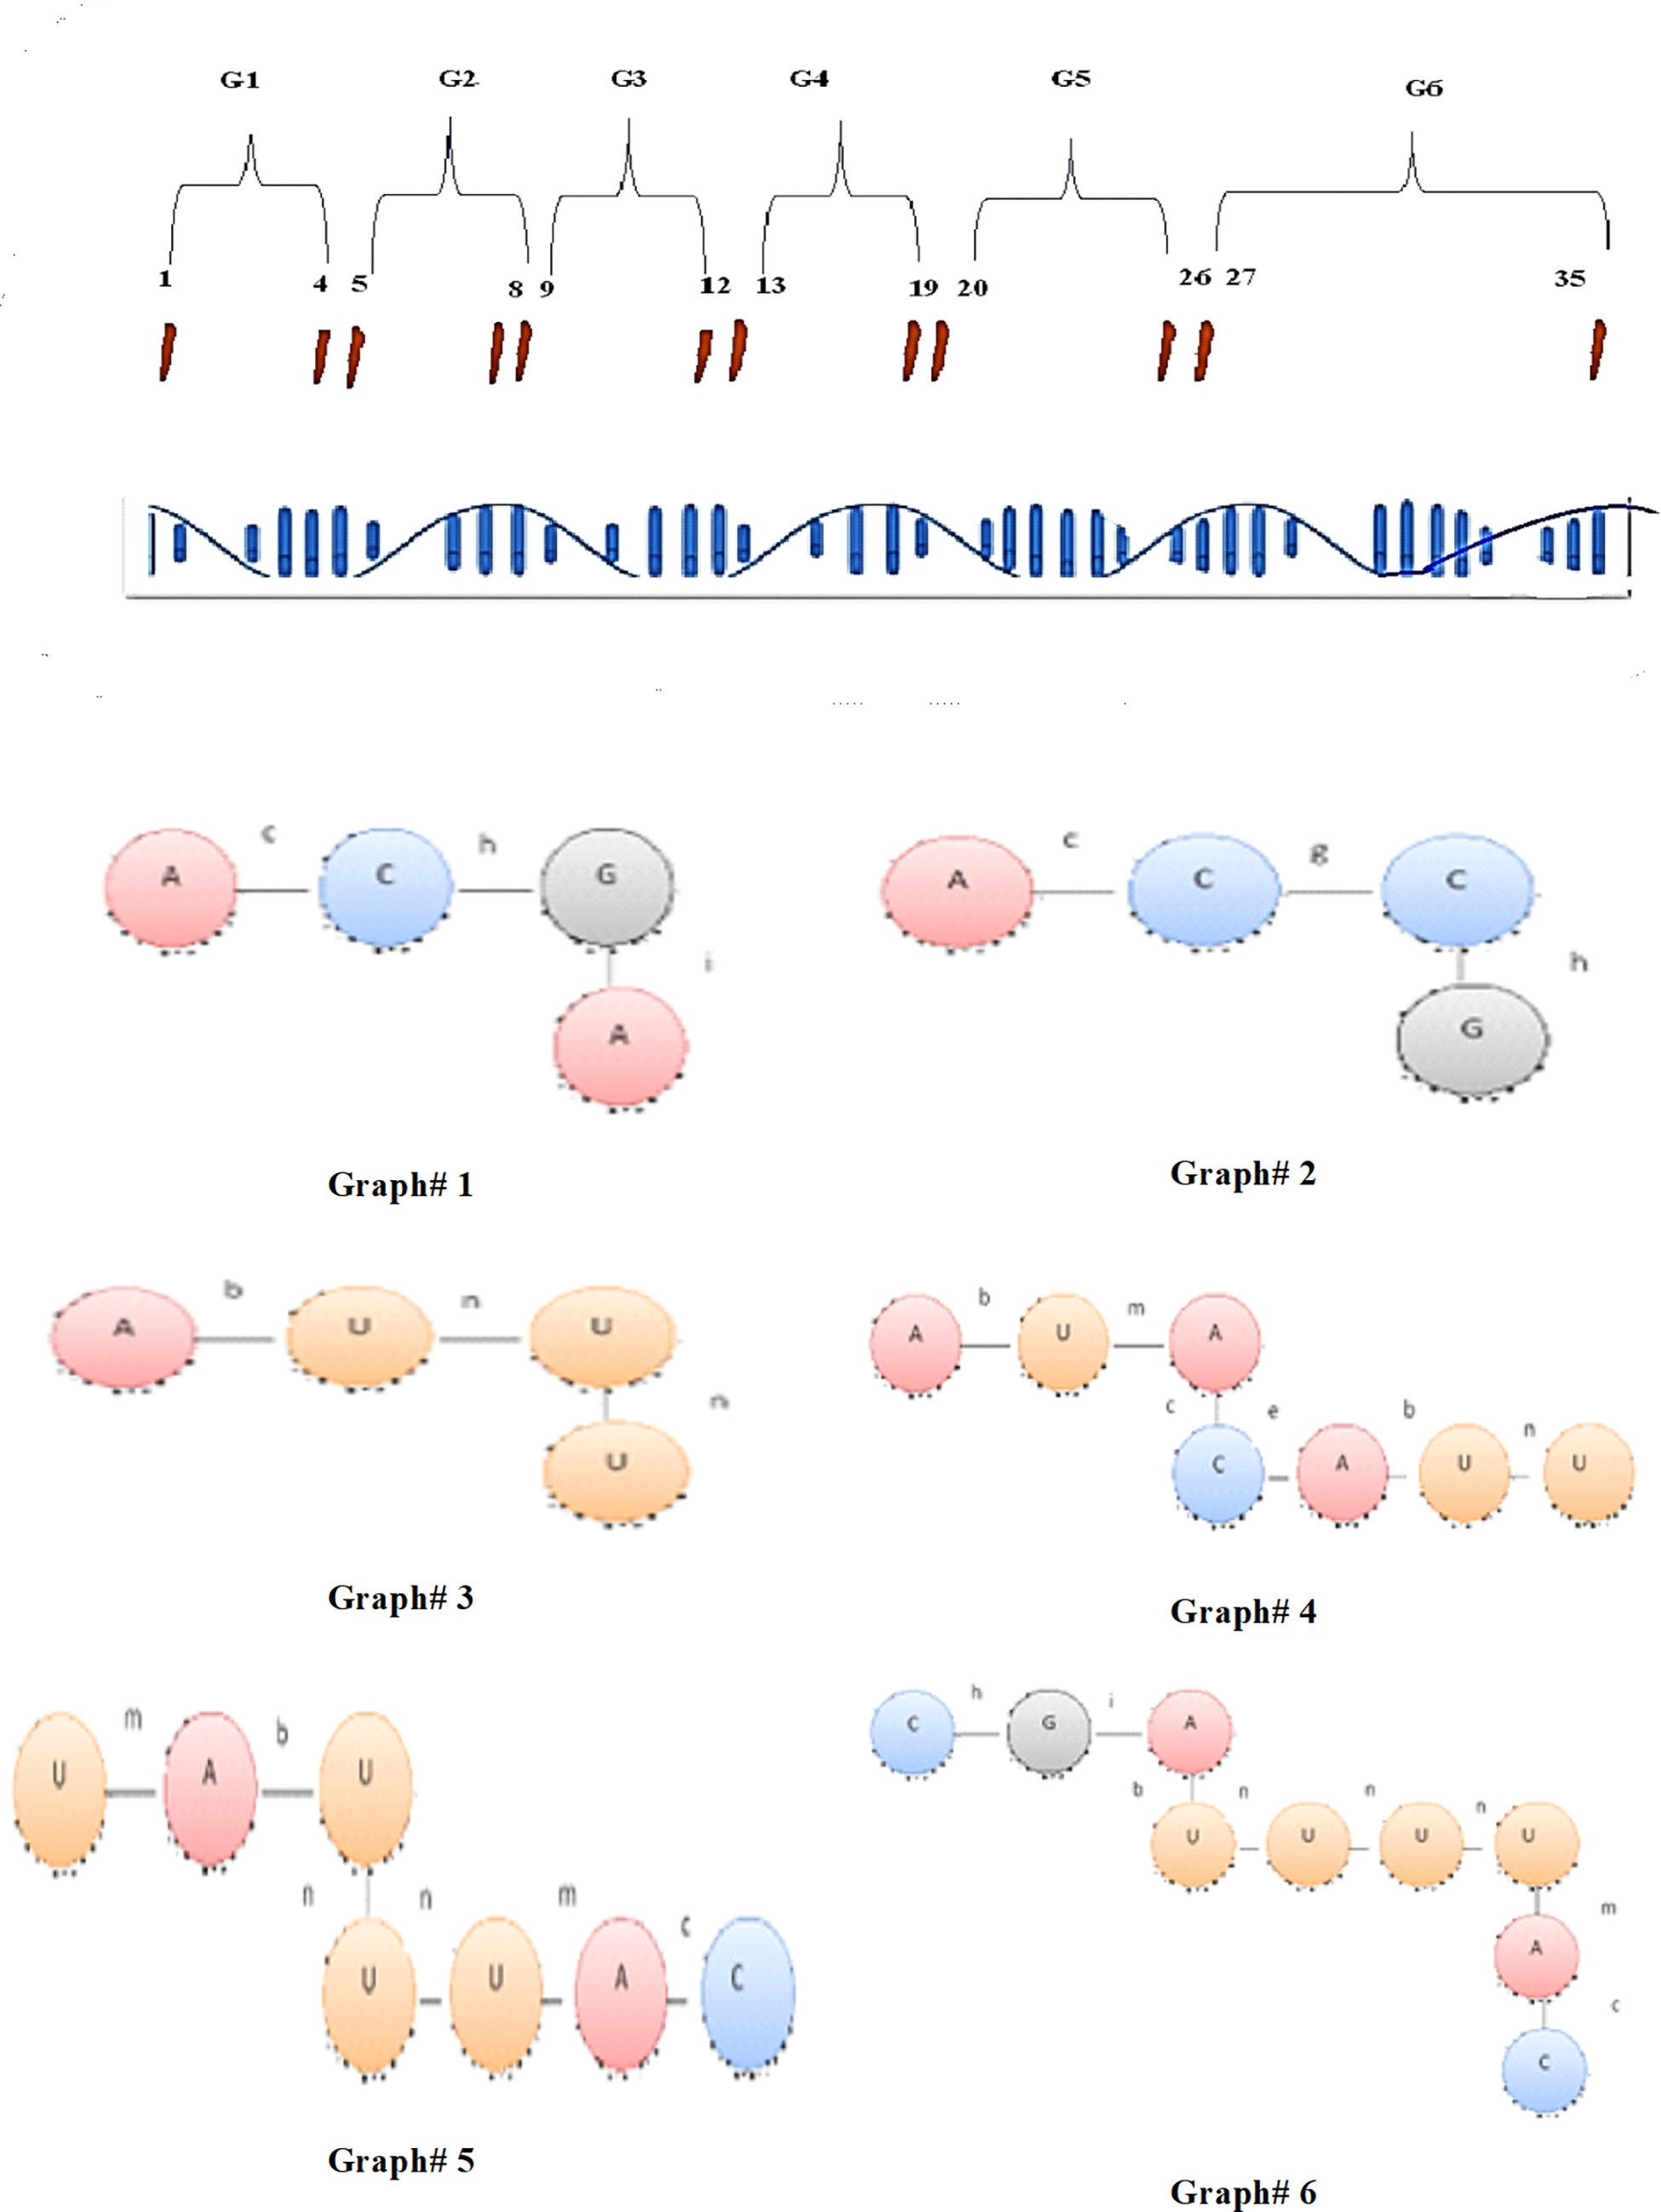 G1 G2 G3 G4 G5 G6
1 4 5 8 9 12 13 19 20 26 27 35
c h
A C G
i
A
Graph# 1
c g
A C C
h
G
Graph# 2
b n
A U U
n
U
Graph# 3
b m
A U A
c e b n
C A U U
Graph# 4
m b
U A U
n n m c
U U A C
Graph# 5
h i
C G A
b n n n
U U U U
m
A
c
C
Graph# 6